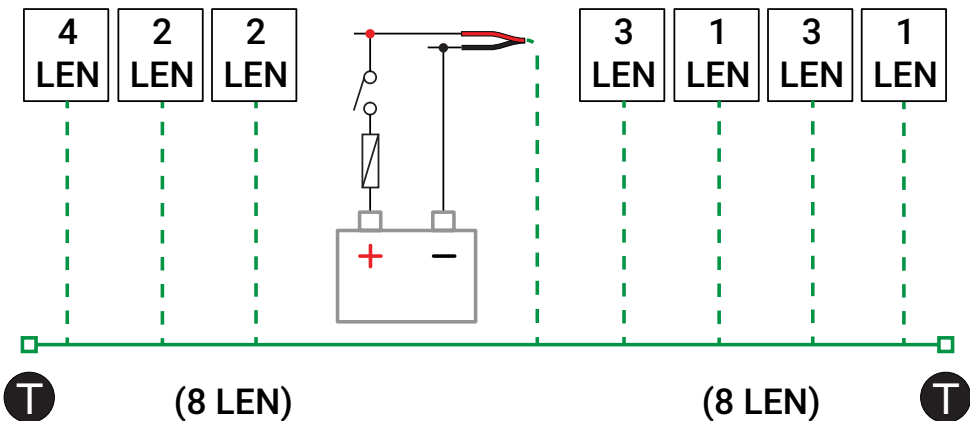 4 2 2 3 1 3 1
LEN LEN LEN LEN LEN LEN LEN
+ −
T (8 LEN) (8 LEN) T